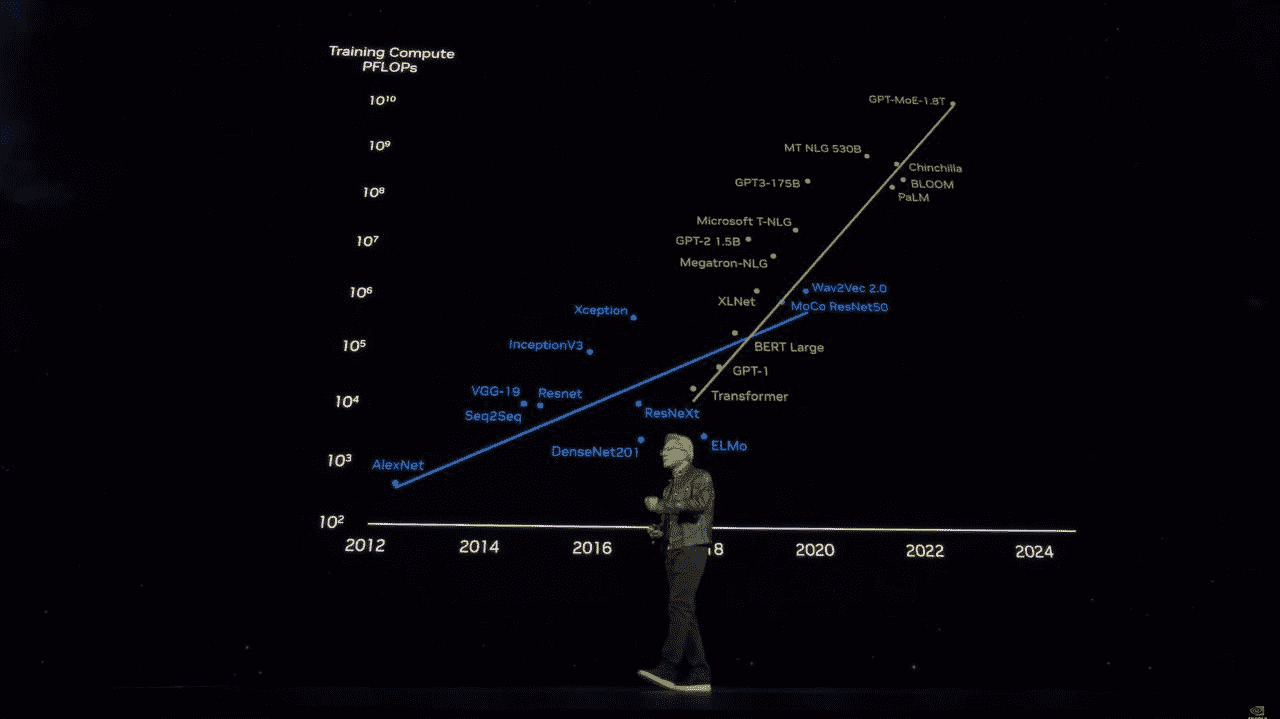 Training Compute
PFLOPs
10¹⁰
GPT-MoE-1.8T
10⁹
MT NLG 530B
Chinchilla
10⁸
GPT3-175B
BLOOM
PaLM
Microsoft T-NLG
10⁷
GPT-2 1.5B
Megatron-NLG
10⁶
Wav2Vec 2.0
XLNet
MoCo ResNet50
Xception
10⁵
InceptionV3
BERT Large
GPT-1
VGG-19
Resnet
Transformer
10⁴
Seq2Seq
ResNeXt
ELMo
DenseNet201
10³
AlexNet
10²
2012 2014 2016 8 2020 2022 2024